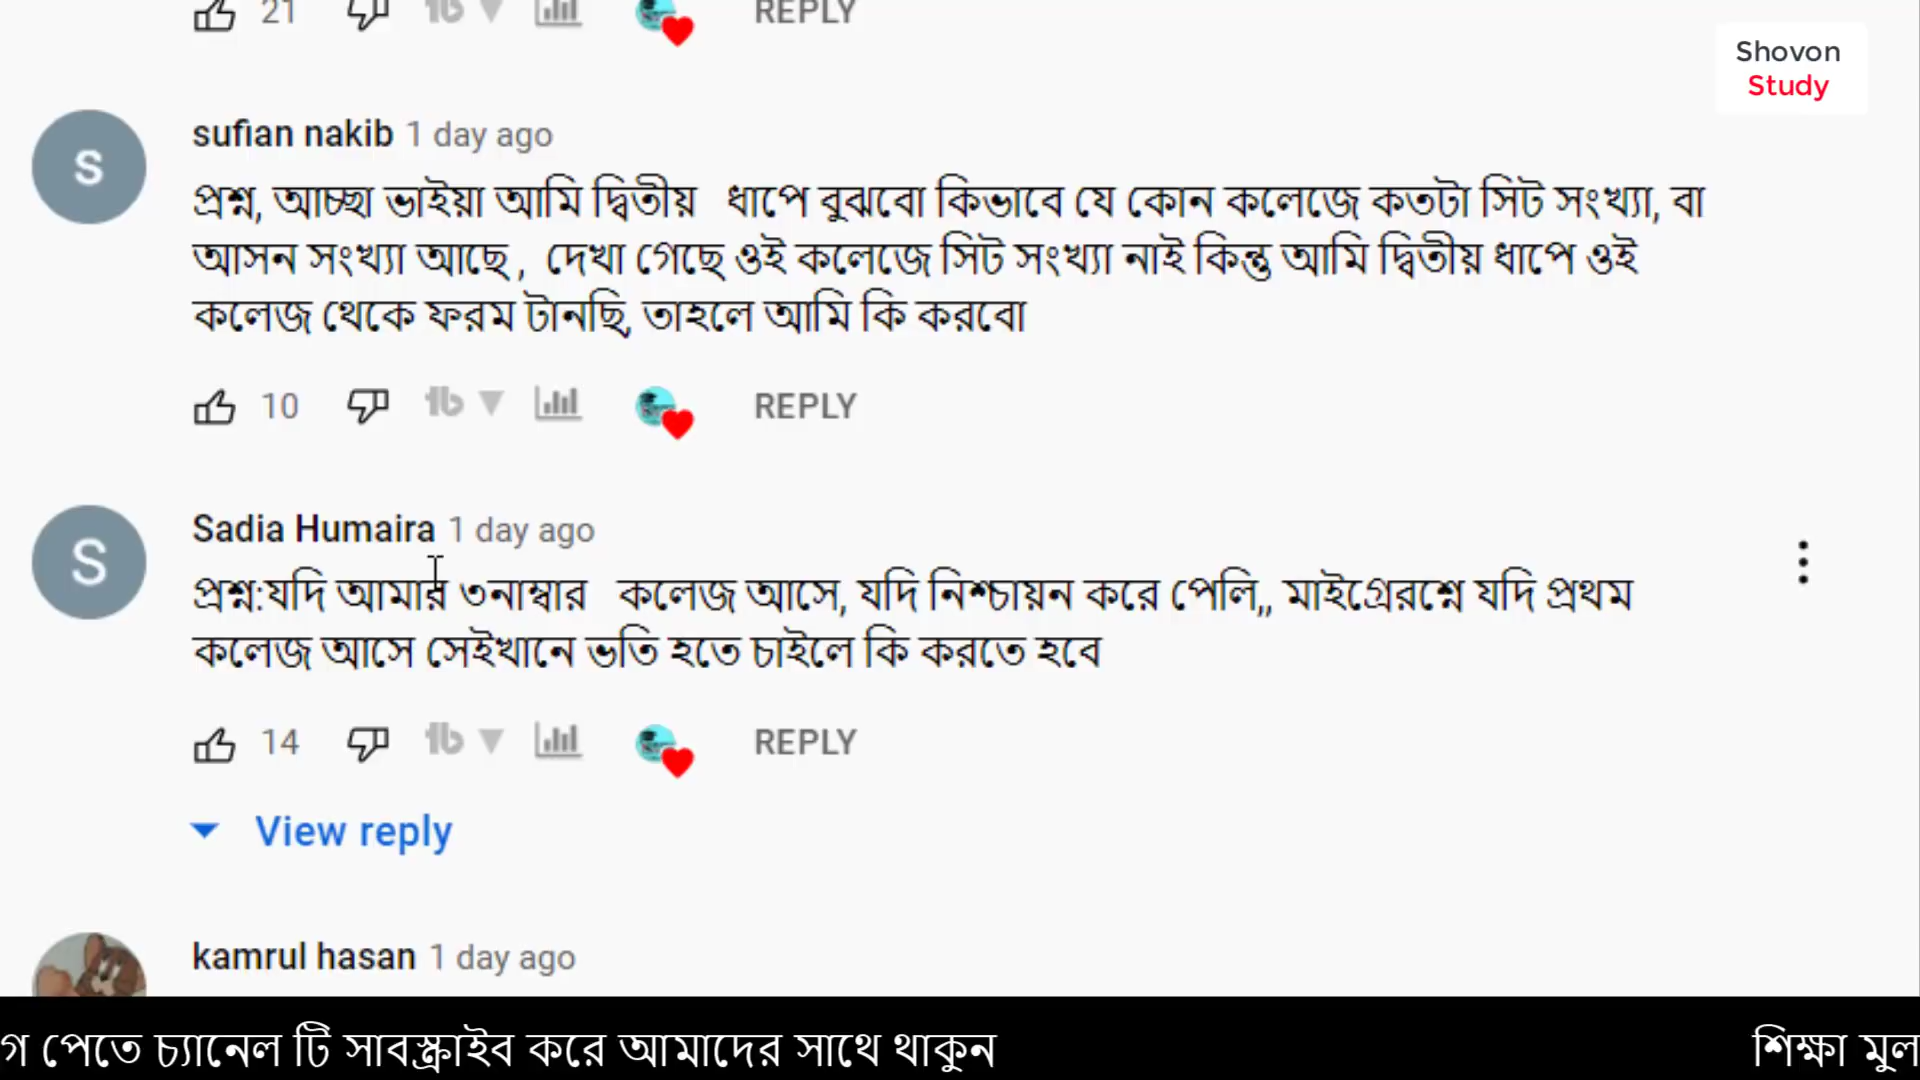 21 REPLY
Shovon
Study
sufian nakib 1 day ago
S
প্রশ্ন, আচ্ছা ভাইয়া আমি দ্বিতীয় ধাপে বুঝবো কিভাবে যে কোন কলেজে কতটা সিট সংখ্যা, বা
আসন সংখ্যা আছে , দেখা গেছে ওই কলেজে সিট সংখ্যা নাই কিন্তু আমি দ্বিতীয় ধাপে ওই
কলেজ থেকে ফরম টানছি, তাহলে আমি কি করবো
10 REPLY
Sadia Humaira 1 day ago
S
প্রশ্ন:যদি আমার ৩নাম্বার কলেজ আসে, যদি নিশ্চায়ন করে পেলি,, মাইগ্রেরশ্নে যদি প্রথম
কলেজ আসে সেইখানে ভতি হতে চাইলে কি করতে হবে
14 REPLY
View reply
kamrul hasan 1 day ago
গ পেতে চ্যানেল টি সাবস্ক্রাইব করে আমাদের সাথে থাকুন শিক্ষা মুল